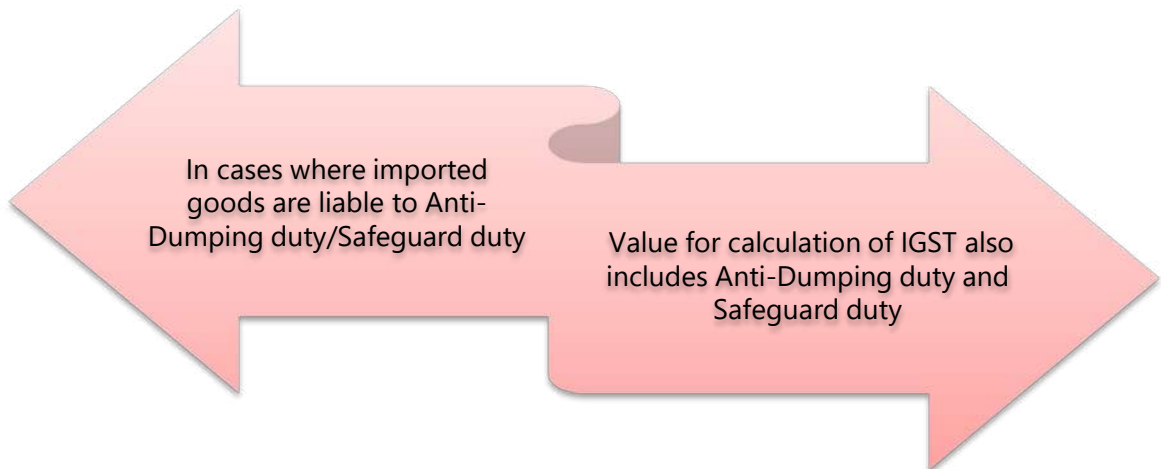 In cases where imported
goods are liable to Anti-
Dumping duty/Safeguard duty
Value for calculation of IGST also
includes Anti-Dumping duty and
Safeguard duty